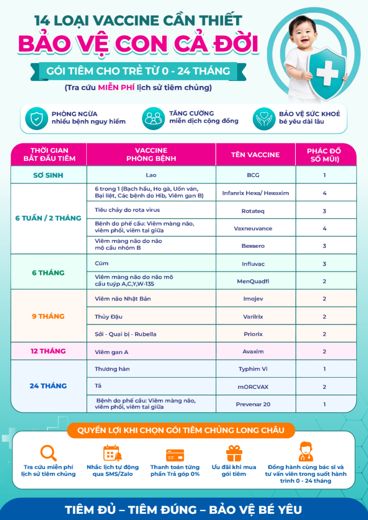 14 LOẠI VACCINE CẦN THIẾT
BẢO VỆ CON CẢ ĐỜI
GÓI TIÊM CHO TRẺ TỪ 0 - 24 THÁNG
(Tra cứu MIỄN PHÍ lịch sử tiêm chủng)
PHÒNG NGỪA
nhiều bệnh nguy hiểm
TĂNG CƯỜNG
miễn dịch cộng đồng
BẢO VỆ SỨC KHOẺ
bé yêu dài lâu
THỜI GIAN
BẮT ĐẦU TIÊM
VACCINE
PHÒNG BỆNH
TÊN VACCINE
PHÁC ĐỒ
SỐ MŨI)
SƠ SINH
Lao
BCG
1
6 TUẦN / 2 THÁNG
6 trong 1 (Bạch hầu, Ho gà, Uốn ván,
Bại liệt, Các bệnh do Hib, Viêm gan B)
Infanrix Hexa/ Hexaxim
4
Tiêu chảy do rota virus
Rotateq
3
Bệnh do phế cầu: Viêm màng não,
viêm phổi, viêm tai giữa
Vaxneuvance
4
Viêm màng não do não
mô cầu nhóm B
Bexsero
3
6 THÁNG
Cúm
Influvac
3
Viêm màng não do não mô
cầu tuýp A,C,Y,W-135
MenQuadfi
2
9 THÁNG
Viêm não Nhật Bản
Imojev
2
Thủy Đậu
Varilrix
2
Sởi - Quai bị - Rubella
Priorix
2
12 THÁNG
Viêm gan A
Avaxim
2
24 THÁNG
Thương hàn
Typhim Vi
1
Tả
mORCVAX
2
Bệnh do phế cầu: Viêm màng não,
viêm phổi, viêm tai giữa
Prevenar 20
1
QUYỀN LỢI KHI CHỌN GÓI TIÊM CHỦNG LONG CHÂU
Tra cứu miễn phí
lịch sử tiêm chủng
Nhắc lịch tự động
qua SMS/Zalo
Thanh toán từng
phần Trả góp 0%
Ưu đãi khi mua
gói tiêm
Đồng hành cùng bác sĩ và
tư vấn viên trong suốt hành
trình 0 - 24 tháng
TIÊM ĐỦ – TIÊM ĐÚNG – BẢO VỆ BÉ YÊU